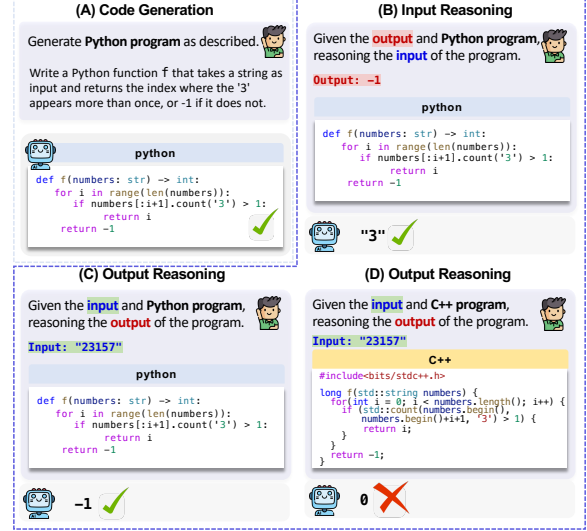 (A) Code Generation
Generate Python program as described.
Write a Python function f that takes a string as
input and returns the index where the '3'
appears more than once, or -1 if it does not.
python
def f(numbers: str) -> int:
for i in range(len(numbers)):
if numbers[:i+1].count('3') > 1:
return i
return -1
(B) Input Reasoning
Given the output and Python program,
reasoning the input of the program.
Output: -1
python
def f(numbers: str) -> int:
for i in range(len(numbers)):
if numbers[:i+1].count('3') > 1:
return i
return -1
"3"
(C) Output Reasoning
Given the input and Python program,
reasoning the output of the program.
Input: "23157"
python
def f(numbers: str) -> int:
for i in range(len(numbers)):
if numbers[:i+1].count('3') > 1:
return i
return -1
-1
(D) Output Reasoning
Given the input and C++ program,
reasoning the output of the program.
Input: "23157"
C++
#include<bits/stdc++.h>
long f(std::string numbers) {
for(int i = 0; i < numbers.length(); i++) {
if (std::count(numbers.begin(),
numbers.begin()+i+1, '3') > 1) {
return i;
}
}
return -1;
}
0